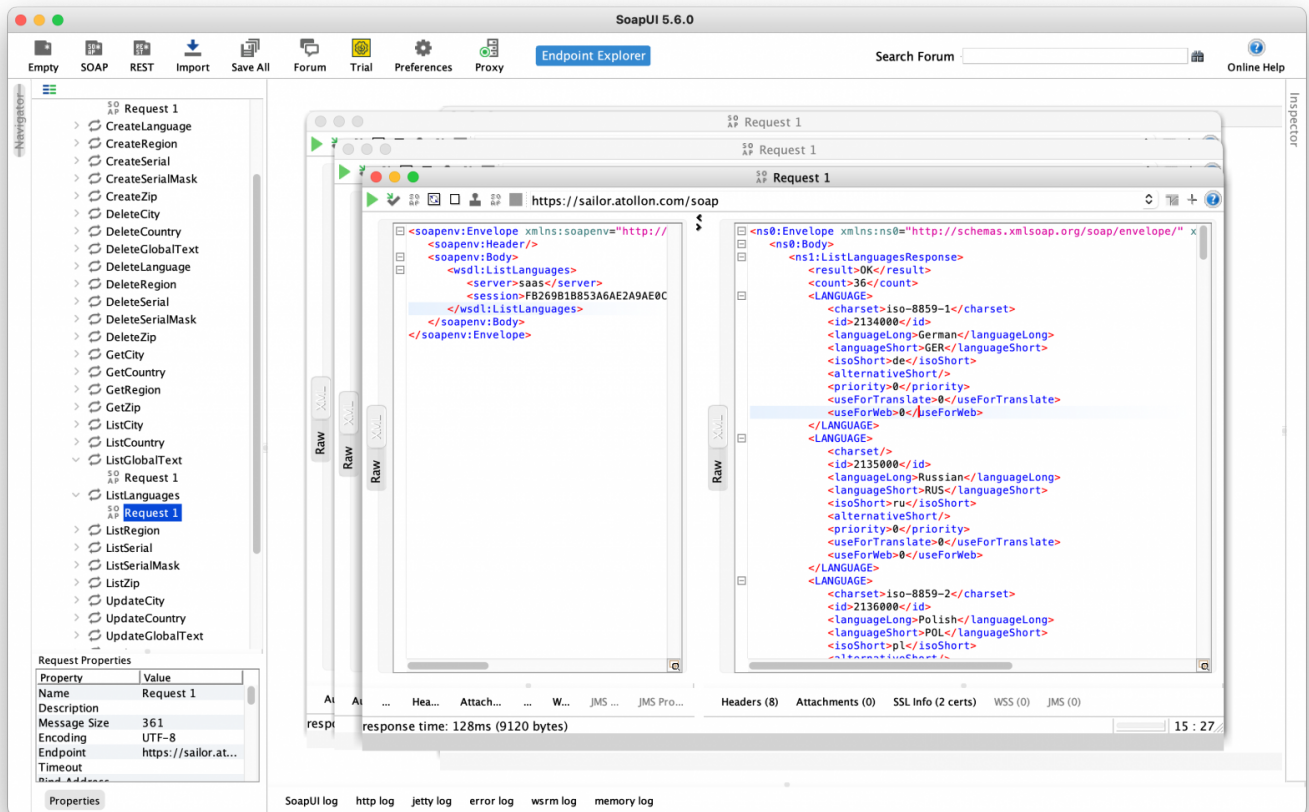 SoapUI 5.6.0
Empty SOAP REST Import Save All Forum Trial Preferences Proxy Endpoint Explorer Search Forum Online Help
Navigator
Request 1
CreateLanguage
CreateRegion
CreateSerial
CreateSerialMask
CreateZip
DeleteCity
DeleteCountry
DeleteGlobalText
DeleteLanguage
DeleteRegion
DeleteSerial
DeleteSerialMask
DeleteZip
GetCity
GetCountry
GetRegion
GetZip
ListCity
ListCountry
ListGlobalText
Request 1
ListLanguages
Request 1
ListRegion
ListSerial
ListSerialMask
ListZip
UpdateCity
UpdateCountry
UpdateGlobalText
Request Properties
Property Value
Name Request 1
Description
Message Size 361
Encoding UTF-8
Endpoint https://sailor.at...
Timeout
Properties
Request 1
Request 1
Request 1
https://sailor.atollon.com/soap
<soapenv:Envelope xmlns:soapenv="http://
<soapenv:Header/>
<soapenv:Body>
<wsdl:ListLanguages>
<server>saas</server>
<session>FB269B1B853A6AE2A9AE0C
</wsdl:ListLanguages>
</soapenv:Body>
</soapenv:Envelope>
XML
Raw
XML
Raw
XML
Raw
XML
Raw
<ns0:Envelope xmlns:ns0="http://schemas.xmlsoap.org/soap/envelope/" x
<ns0:Body>
<ns1:ListLanguagesResponse>
<result>OK</result>
<count>36</count>
<LANGUAGE>
<charset>iso-8859-1</charset>
<id>2134000</id>
<languageLong>German</languageLong>
<languageShort>GER</languageShort>
<isoShort>de</isoShort>
<alternativeShort/>
<priority>0</priority>
<useForTranslate>0</useForTranslate>
<useForWeb>0</useForWeb>
</LANGUAGE>
<LANGUAGE>
<charset/>
<id>2135000</id>
<languageLong>Russian</languageLong>
<languageShort>RUS</languageShort>
<isoShort>ru</isoShort>
<alternativeShort/>
<priority>0</priority>
<useForTranslate>0</useForTranslate>
<useForWeb>0</useForWeb>
</LANGUAGE>
<LANGUAGE>
<charset>iso-8859-2</charset>
<id>2136000</id>
<languageLong>Polish</languageLong>
<languageShort>POL</languageShort>
<isoShort>pl</isoShort>
... Hea... Attach... ... W... JMS ... JMS Pro... Headers (8) Attachments (0) SSL Info (2 certs) WSS (0) JMS (0)
response time: 128ms (9120 bytes) 15 : 27
Inspector
SoapUI log http log jetty log error log wsrm log memory log